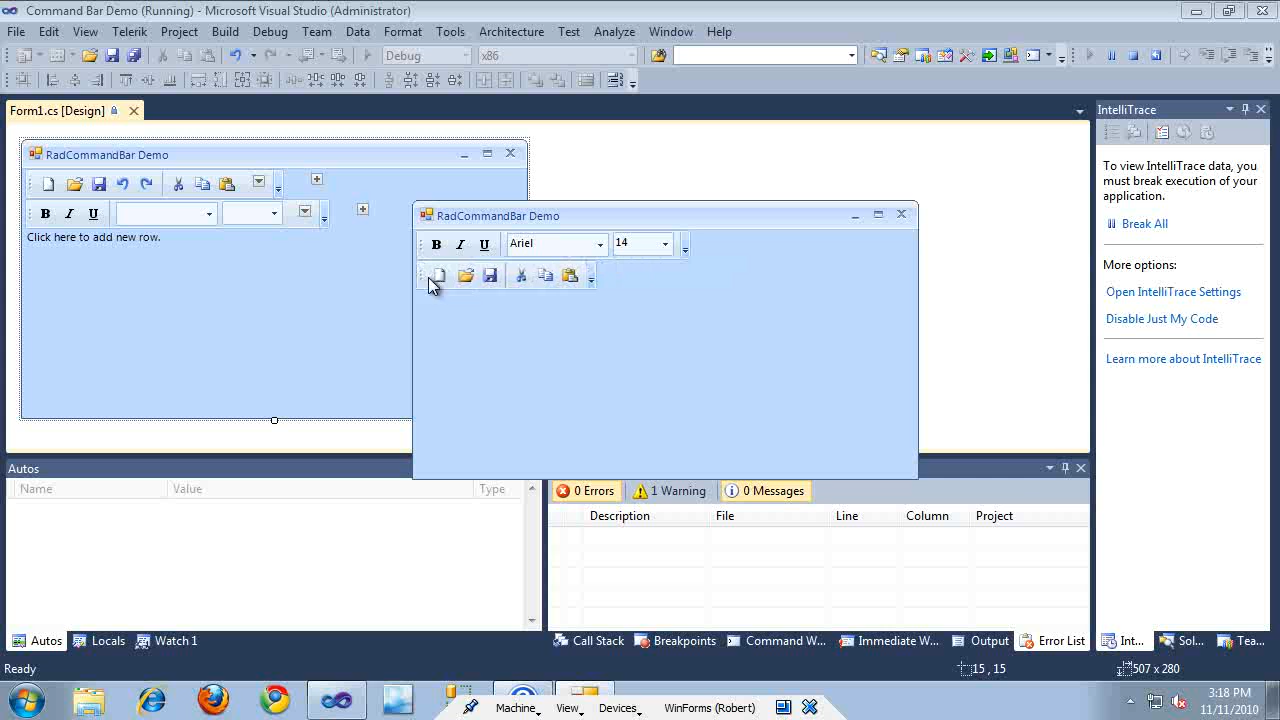 Command Bar Demo (Running) - Microsoft Visual Studio (Administrator)
File Edit View Telerik Project Build Debug Team Data Format Tools Architecture Test Analyze Window Help
Debug x86
Form1.cs [Design]
IntelliTrace
RadCommandBar Demo
B I U
Click here to add new row.
RadCommandBar Demo
B I U Ariel 14
To view IntelliTrace data, you
must break execution of your
application.
Break All
More options:
Open IntelliTrace Settings
Disable Just My Code
Learn more about IntelliTrace
Autos
Name Value Type
0 Errors 1 Warning 0 Messages
Description File Line Column Project
Autos Locals Watch 1
Call Stack Breakpoints Command W... Immediate W... Output Error List
Int... Sol... Tea...
Ready 15 , 15 507 x 280
Machine View Devices WinForms (Robert)
3:18 PM
11/11/2010